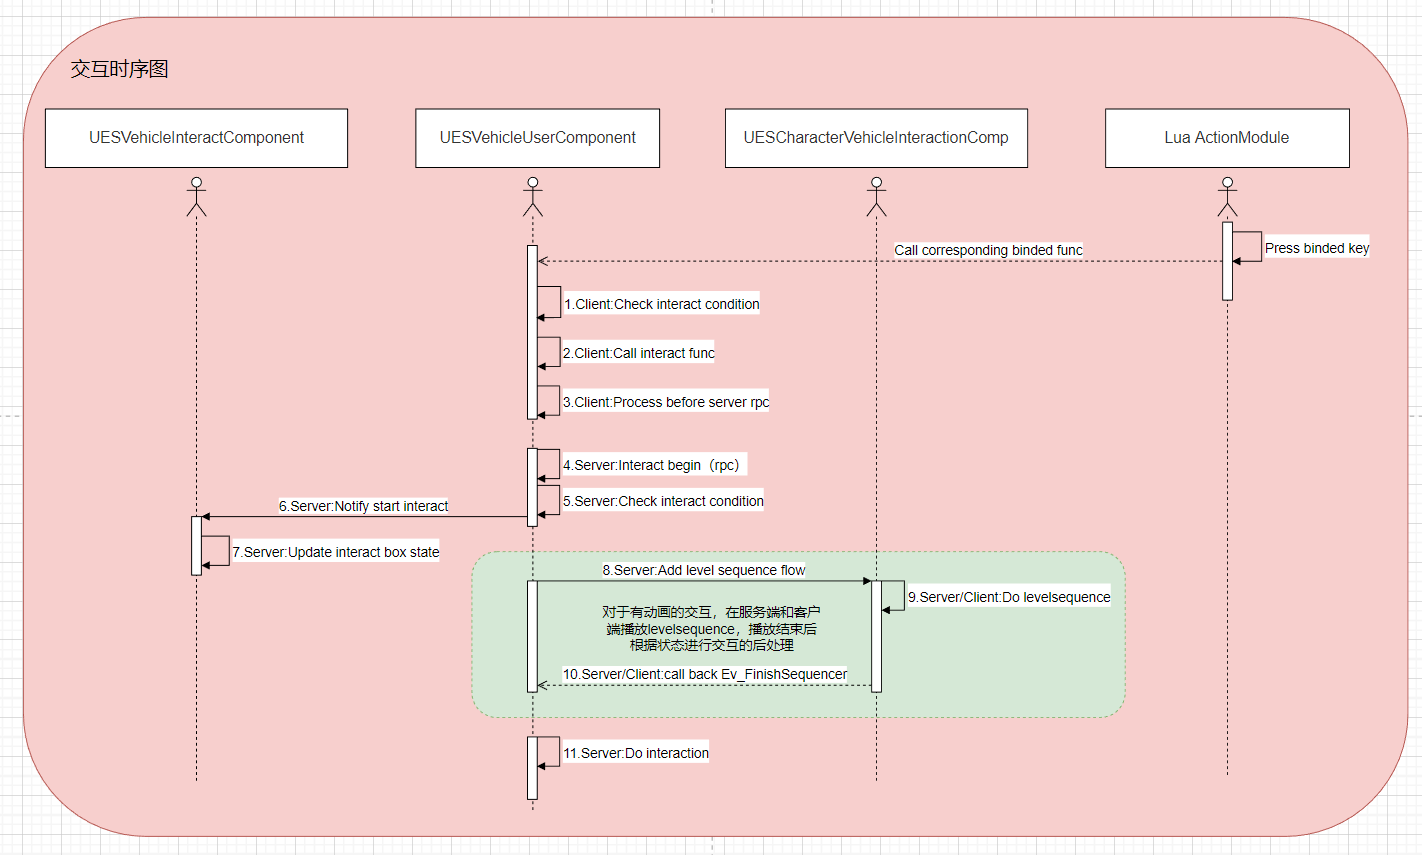 交互时序图
UESVehicleInteractComponent
UESVehicleUserComponent
UESCharacterVehicleInteractionComp
Lua ActionModule
Press binded key
Call corresponding binded func
1.Client:Check interact condition
2.Client:Call interact func
3.Client:Process before server rpc
4.Server:Interact begin（rpc）
5.Server:Check interact condition
6.Server:Notify start interact
7.Server:Update interact box state
8.Server:Add level sequence flow
9.Server/Client:Do levelsequence
对于有动画的交互，在服务端和客户
端播放levelsequence，播放结束后
根据状态进行交互的后处理
10.Server/Client:call back Ev_FinishSequencer
11.Server:Do interaction